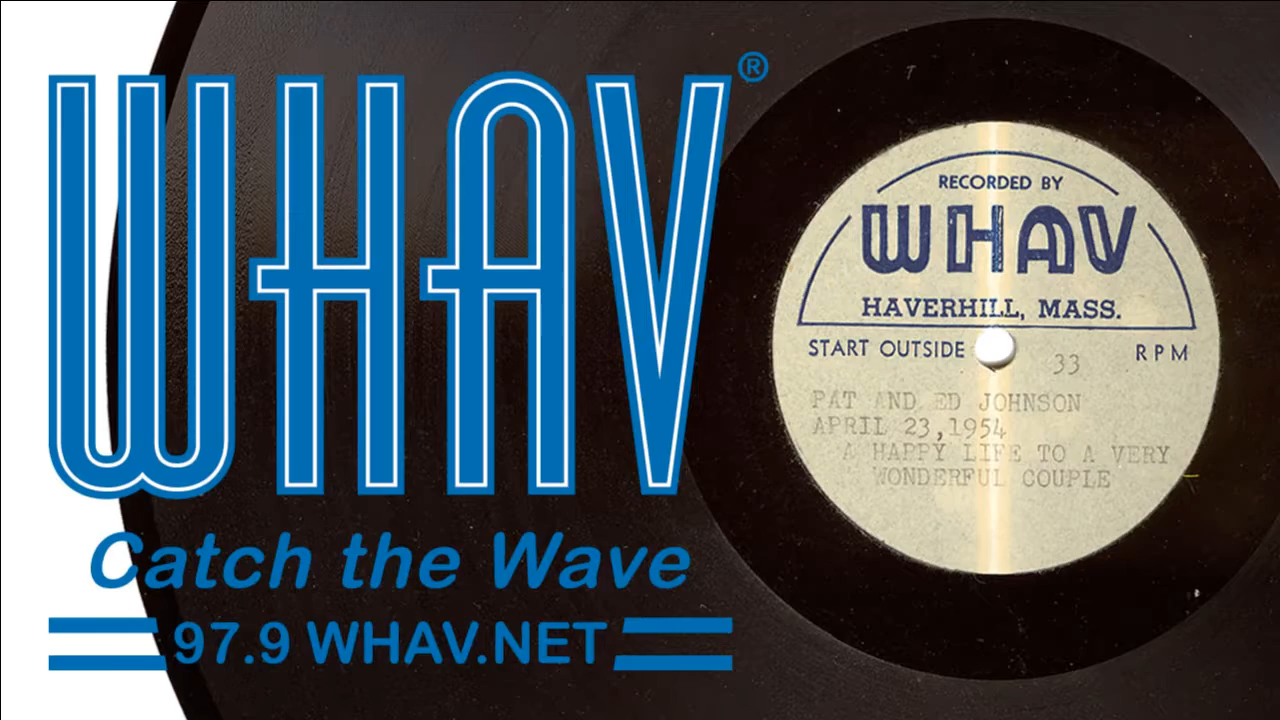 WHAV®
Catch the Wave
97.9 WHAV.NET
RECORDED BY
WHAV
HAVERHILL, MASS.
START OUTSIDE RPM
33
PAT AND ED JOHNSON
APRIL 23,1954
A HAPPY LIFE TO A VERY
WONDERFUL COUPLE